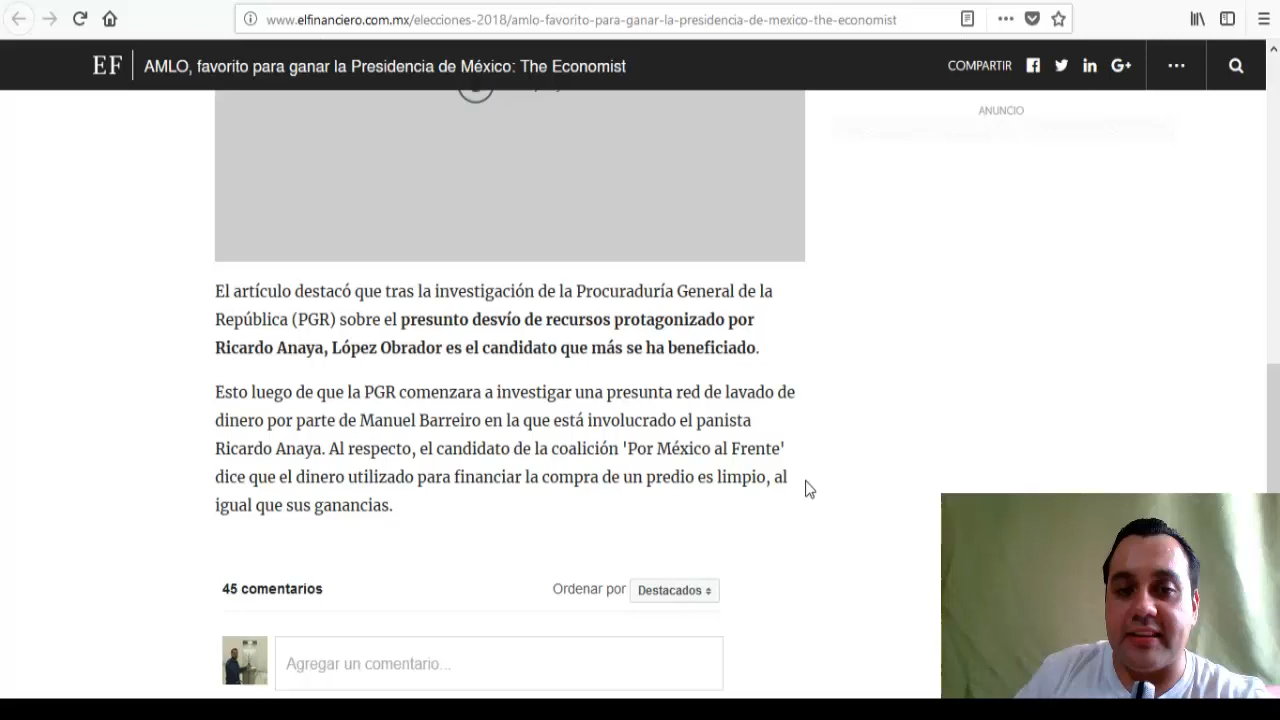 www.elfinanciero.com.mx/elecciones-2018/amlo-favorito-para-ganar-la-presidencia-de-mexico-the-economist
EF
AMLO, favorito para ganar la Presidencia de México: The Economist
COMPARTIR
G+
ANUNCIO
El artículo destacó que tras la investigación de la Procuraduría General de la
República (PGR) sobre el presunto desvío de recursos protagonizado por
Ricardo Anaya, López Obrador es el candidato que más se ha beneficiado.
Esto luego de que la PGR comenzara a investigar una presunta red de lavado de
dinero por parte de Manuel Barreiro en la que está involucrado el panista
Ricardo Anaya. Al respecto, el candidato de la coalición 'Por México al Frente'
dice que el dinero utilizado para financiar la compra de un predio es limpio, al
igual que sus ganancias.
45 comentarios
Ordenar por
Destacados
Agregar un comentario...